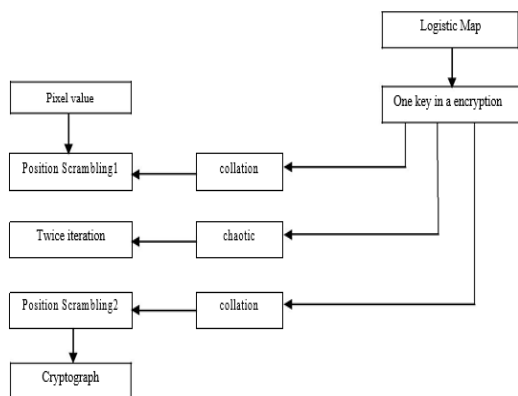 Logistic Map
Pixel value
One key in a encryption
Position Scrambling1
collation
Twice iteration
chaotic
Position Scrambling2
collation
Cryptograph